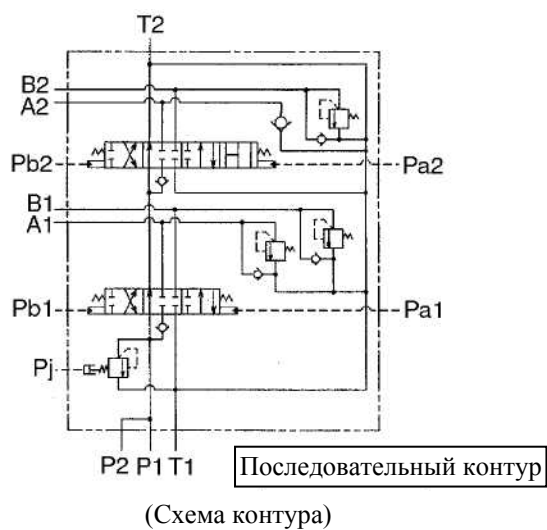 T2
B2
A2
Pb2 Pa2
B1
A1
Pb1 Pa1
Pj
P2 P1 T1
Последовательный контур
(Схема контура)